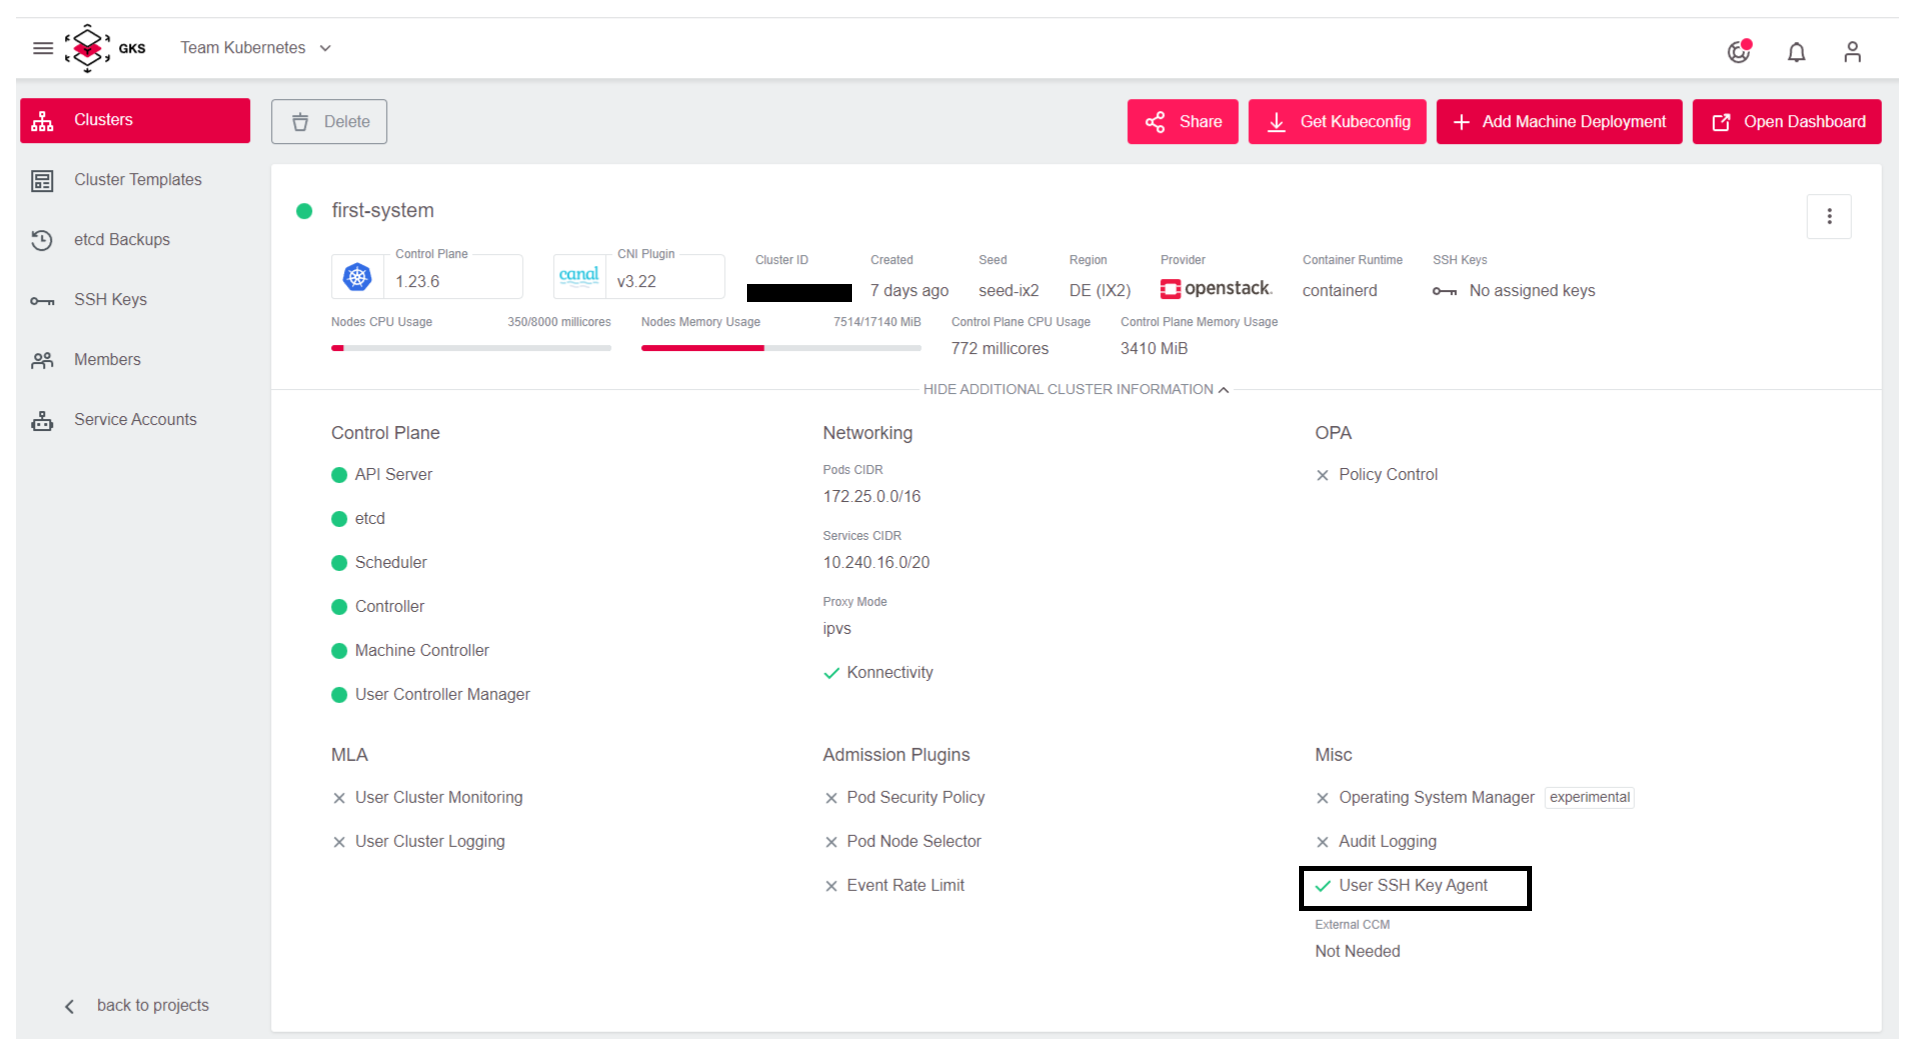 GKS
Team Kubernetes
Clusters
Cluster Templates
etcd Backups
SSH Keys
Members
Service Accounts
back to projects
Delete
Share
Get Kubeconfig
Add Machine Deployment
Open Dashboard
first-system
Control Plane
1.23.6
canal
CNI Plugin
v3.22
Cluster ID
Created
7 days ago
Seed
seed-ix2
Region
DE (IX2)
Provider
openstack.
Container Runtime
containerd
SSH Keys
No assigned keys
Nodes CPU Usage
350/8000 millicores
Nodes Memory Usage
7514/17140 MiB
Control Plane CPU Usage
772 millicores
Control Plane Memory Usage
3410 MiB
HIDE ADDITIONAL CLUSTER INFORMATION
Control Plane
API Server
etcd
Scheduler
Controller
Machine Controller
User Controller Manager
Networking
Pods CIDR
172.25.0.0/16
Services CIDR
10.240.16.0/20
Proxy Mode
ipvs
Konnectivity
OPA
Policy Control
MLA
User Cluster Monitoring
User Cluster Logging
Admission Plugins
Pod Security Policy
Pod Node Selector
Event Rate Limit
Misc
Operating System Manager experimental
Audit Logging
User SSH Key Agent
External CCM
Not Needed